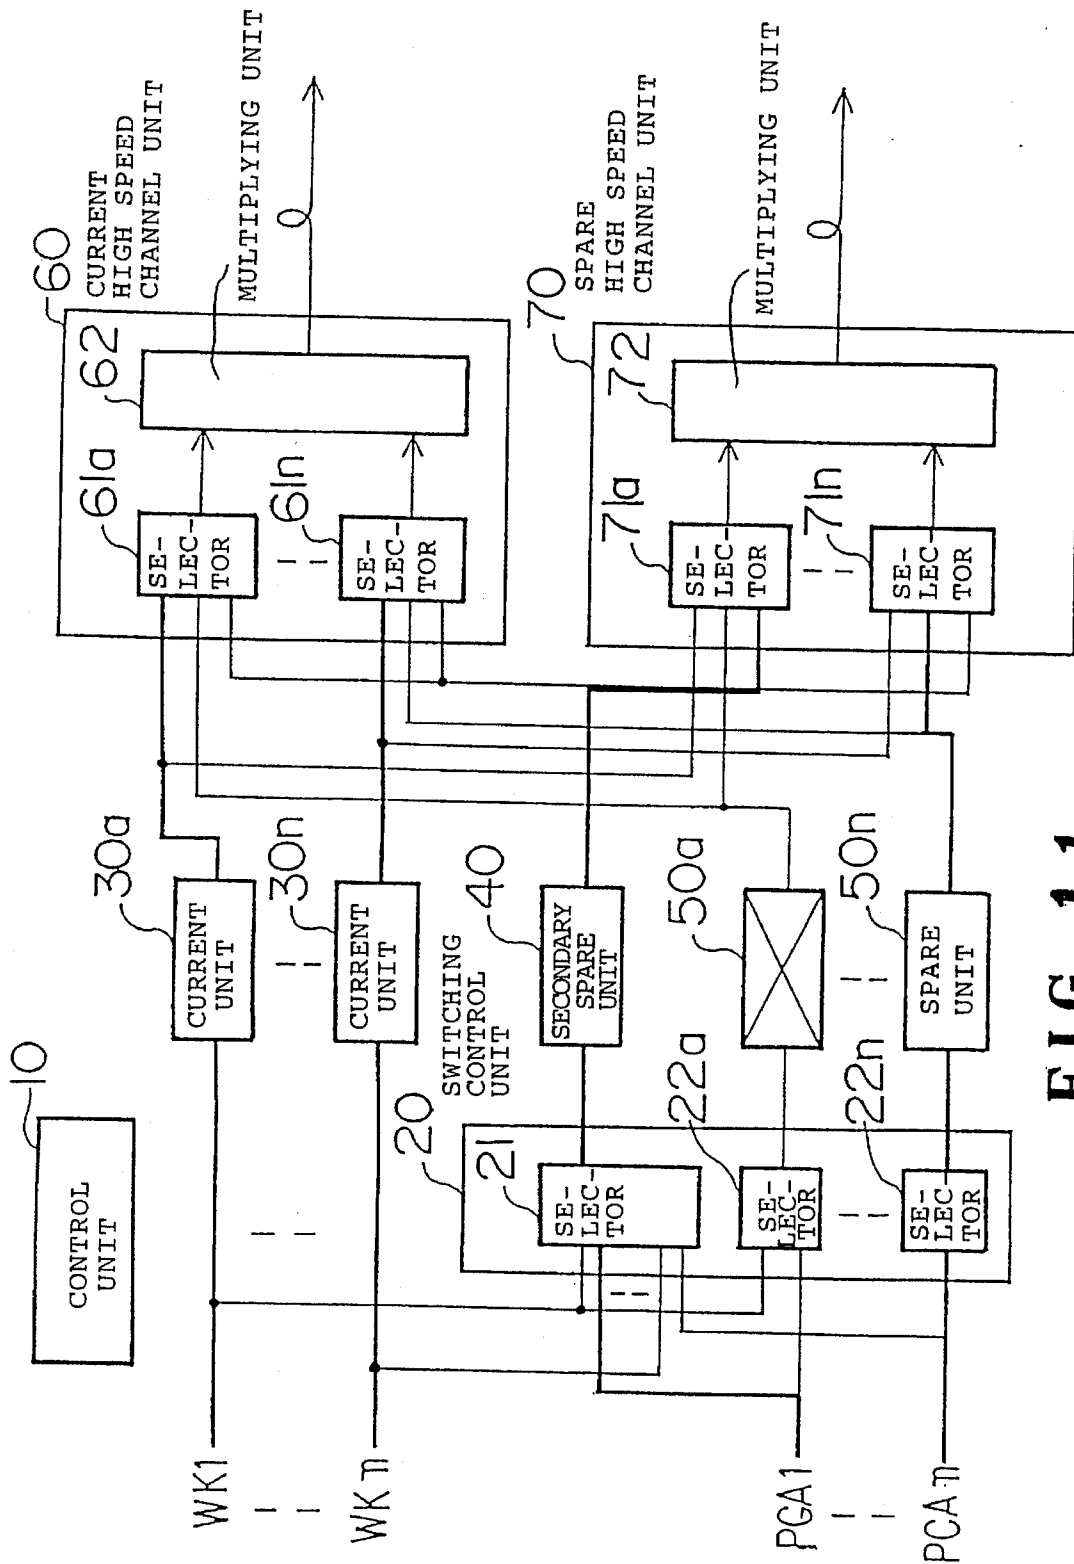 10
CONTROL
UNIT
30a
CURRENT
UNIT
30n
CURRENT
UNIT
SWITCHING
CONTROL
UNIT
20
21
SE-
LEC-
TOR
22a
SE-
LEC-
TOR
22n
SE-
LEC-
TOR
40
SECONDARY
SPARE
UNIT
50a
50n
SPARE
UNIT
60
CURRENT
HIGH SPEED
CHANNEL UNIT
61a
SE-
LEC-
TOR
61n
SE-
LEC-
TOR
62
MULTIPLYING UNIT
70
SPARE
HIGH SPEED
CHANNEL UNIT
71a
SE-
LEC-
TOR
71n
SE-
LEC-
TOR
72
MULTIPLYING UNIT
WK1
WKn
PGA1
PCAn
FIG. 11